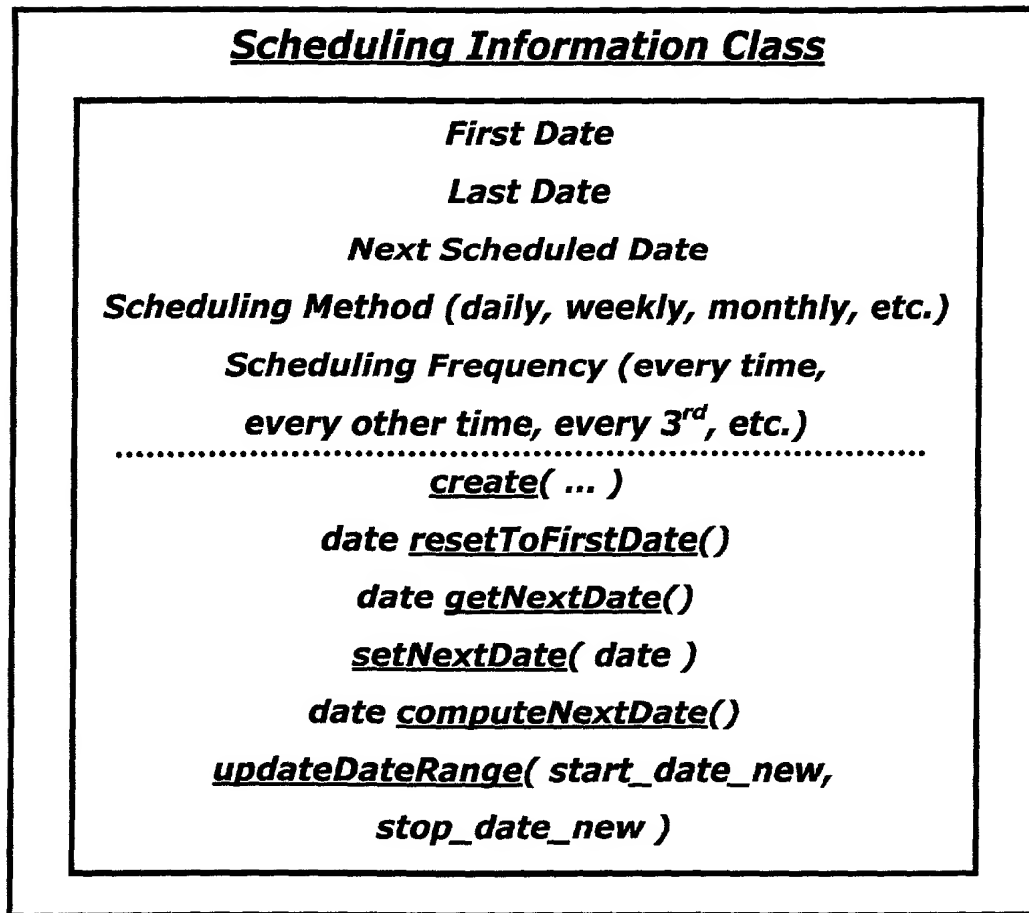 Scheduling Information Class
First Date
Last Date
Next Scheduled Date
Scheduling Method (daily, weekly, monthly, etc.)
Scheduling Frequency (every time,
every other time, every 3rd, etc.)
create( ... )
date resetToFirstDate()
date getNextDate()
setNextDate( date )
date computeNextDate()
updateDateRange( start_date_new,
stop_date_new )